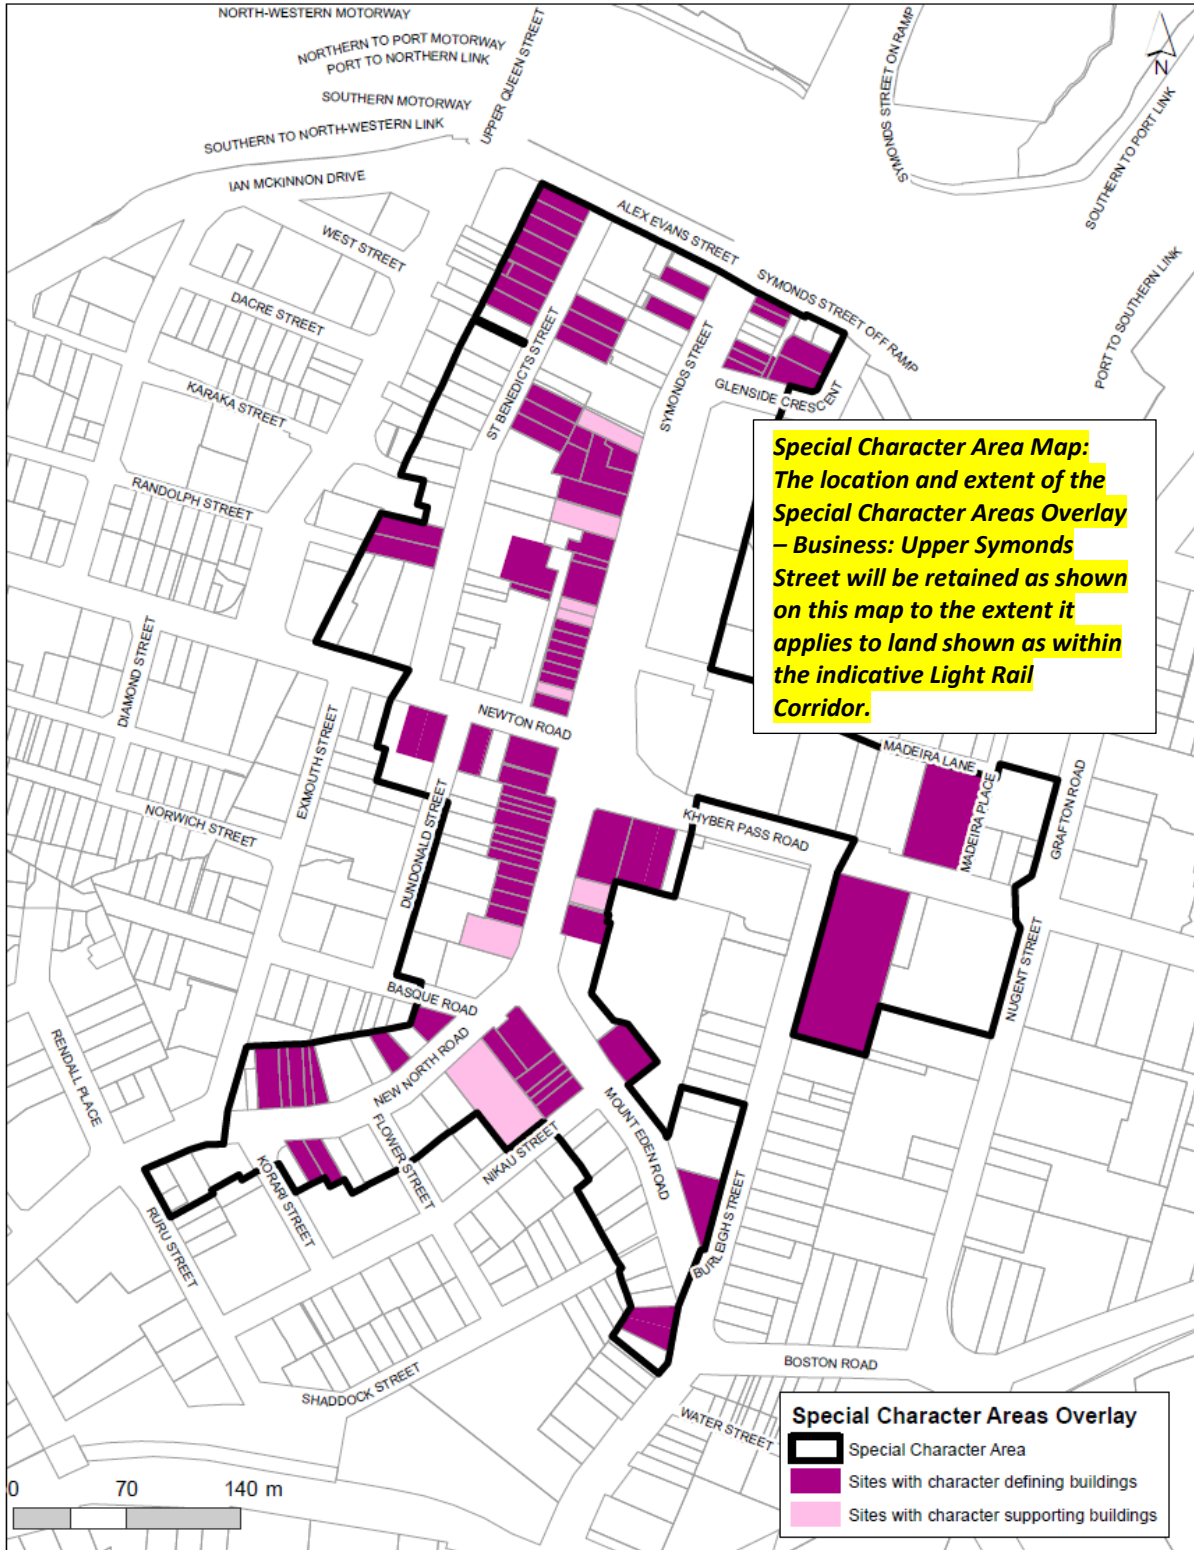 NORTH-WESTERN MOTORWAY
NORTHERN TO PORT MOTORWAY
PORT TO NORTHERN LINK
SOUTHERN MOTORWAY
SOUTHERN TO NORTH-WESTERN LINK
UPPER QUEEN STREET
SYMONDS STREET ON RAMP
N
SOUTHERN TO PORT LINK
IAN MCKINNON DRIVE
WEST STREET
ALEX EVANS STREET
SYMONDS STREET OFF RAMP
PORT TO SOUTHERN LINK
DACRE STREET
ST BENEDICTS STREET
SYMONDS STREET
GLENSIDE CRESCENT
KARAKA STREET
RANDOLPH STREET
Special Character Area Map:
The location and extent of the
Special Character Areas Overlay
– Business: Upper Symonds
Street will be retained as shown
on this map to the extent it
applies to land shown as within
the indicative Light Rail
Corridor.
DIAMOND STREET
EXMOUTH STREET
NEWTON ROAD
MADEIRA LANE
MADEIRA PLACE
GRAFTON ROAD
NORWICH STREET
DUNDONALD STREET
KHYBER PASS ROAD
NUGENT STREET
BASQUE ROAD
RENDALL PLACE
NEW NORTH ROAD
FLOWER STREET
NIKAU STREET
MOUNT EDEN ROAD
KORARI STREET
RURU STREET
BURLEIGH STREET
SHADDOCK STREET
BOSTON ROAD
WATER STREET
Special Character Areas Overlay
Special Character Area
Sites with character defining buildings
Sites with character supporting buildings
0 70 140 m